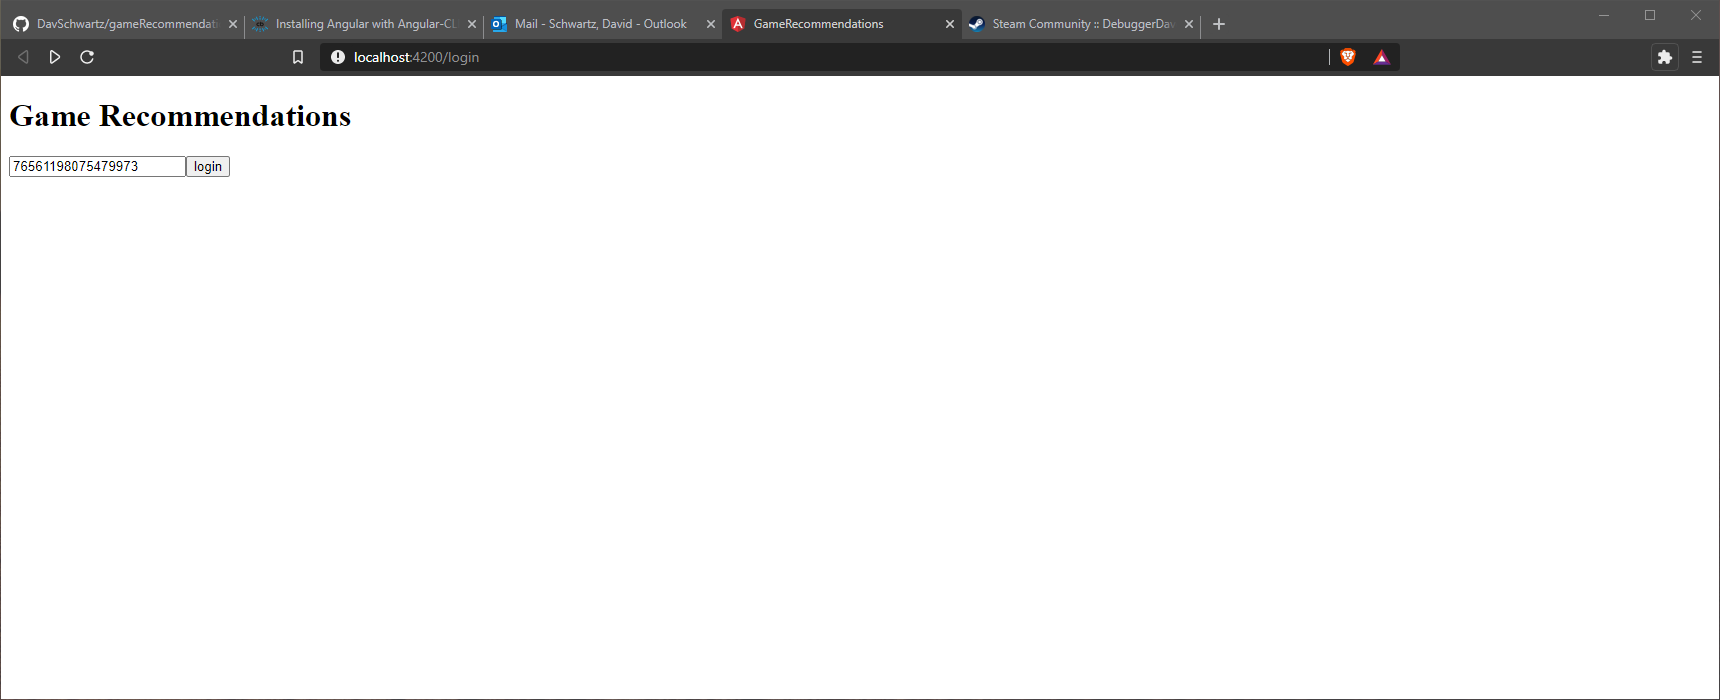 DavSchwartz/gameRecommendati
Installing Angular with Angular-CL
Mail - Schwartz, David - Outlook
GameRecommendations
Steam Community :: DebuggerDav
localhost:4200/login
Game Recommendations
76561198075479973 login